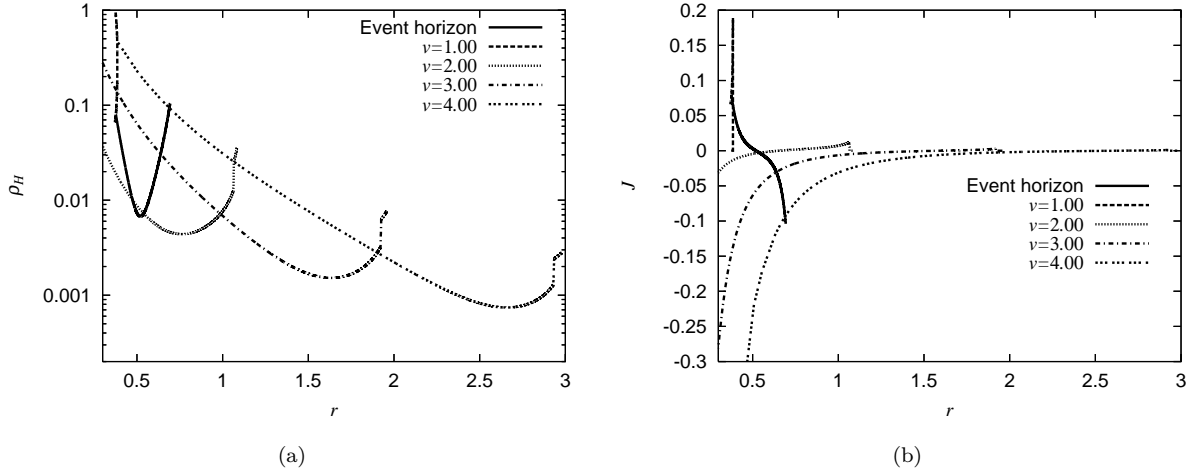 1
0.1
0.01
0.001
ρH
0.5
1
1.5
2
2.5
3
r
Event horizon
v=1.00
v=2.00
v=3.00
v=4.00
(a)
0.2
0.15
0.1
0.05
0
-0.05
-0.1
-0.15
-0.2
-0.25
-0.3
J
0.5
1
1.5
2
2.5
3
r
Event horizon
v=1.00
v=2.00
v=3.00
v=4.00
(b)